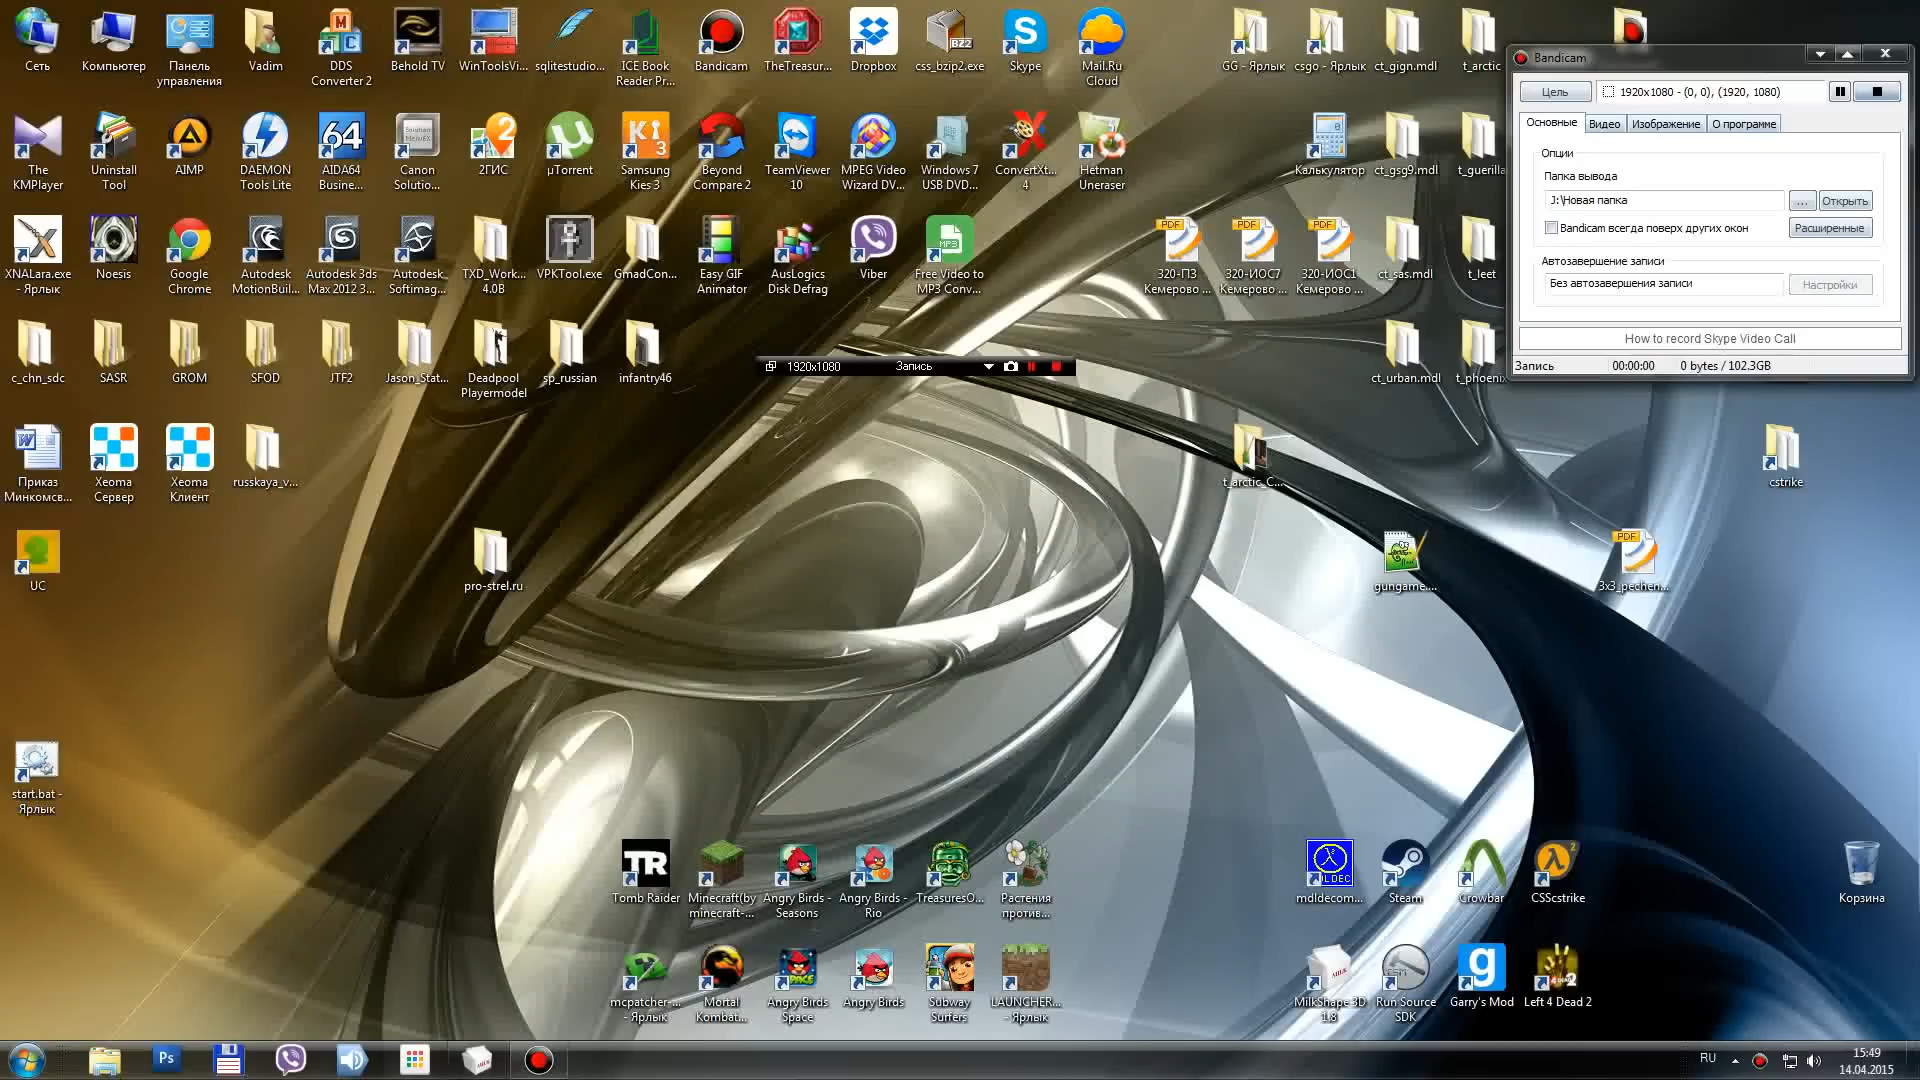 Сеть
Компьютер
Панель управления
Vadim
DDS Converter 2
Behold TV
WinToolsVi...
sqlitestudio...
ICE Book Reader Pr...
Bandicam
TheTreasur...
Dropbox
css_bzip2.exe
Skype
Mail.Ru Cloud
GG - Ярлык
csgo - Ярлык
ct_gign.mdl
t_arctic
The KMPlayer
Uninstall Tool
AIMP
DAEMON Tools Lite
AIDA64 Busine...
Canon Solutio...
2ГИС
µTorrent
Samsung Kies 3
Beyond Compare 2
TeamViewer 10
MPEG Video Wizard DV...
Windows 7 USB DVD...
ConvertXt... 4
Hetman Uneraser
Калькулятор
ct_gsg9.mdl
t_guerilla
XNALara.exe - Ярлык
Noesis
Google Chrome
Autodesk MotionBuil...
Autodesk 3ds Max 2012 3...
Autodesk Softimag...
TXD_Work... 4.0B
VPKTool.exe
GmadCon...
Easy GIF Animator
AusLogics Disk Defrag
Viber
Free Video to MP3 Conv...
320-ПЗ Кемерово ...
320-ИОС7 Кемерово ...
320-ИОС1 Кемерово ...
ct_sas.mdl
t_leet
c_chn_sdc
SASR
GROM
SFOD
JTF2
Jason_Stat...
Deadpool Playermodel
sp_russian
infantry46
ct_urban.mdl
t_phoenix
Приказ Минкомсв...
Xeoma Сервер
Xeoma Клиент
russkaya_v...
t_arctic_C...
cstrike
UC
pro-strel.ru
gungame....
3x3_pechen...
start.bat - Ярлык
Tomb Raider
Minecraft(by minecraft-...
Angry Birds - Seasons
Angry Birds - Rio
TreasuresO...
Растения против...
mdldecom...
Steam
Crowbar
CSScstrike
Корзина
mcpatcher-... - Ярлык
Mortal Kombat...
Angry Birds Space
Angry Birds
Subway Surfers
LAUNCHER... - Ярлык
MilkShape 3D 1.8
Run Source SDK
Garry's Mod
Left 4 Dead 2
1920x1080
Запись
Bandicam
Цель
1920x1080 - (0, 0), (1920, 1080)
Основные
Видео
Изображение
О программе
Опции
Папка вывода
J:\Новая папка
....
Открыть
Bandicam всегда поверх других окон
Расширенные
Автозавершение записи
Без автозавершения записи
Настройки
How to record Skype Video Call
Запись
00:00:00
0 bytes / 102.3GB
Ps
RU
15:49
14.04.2015